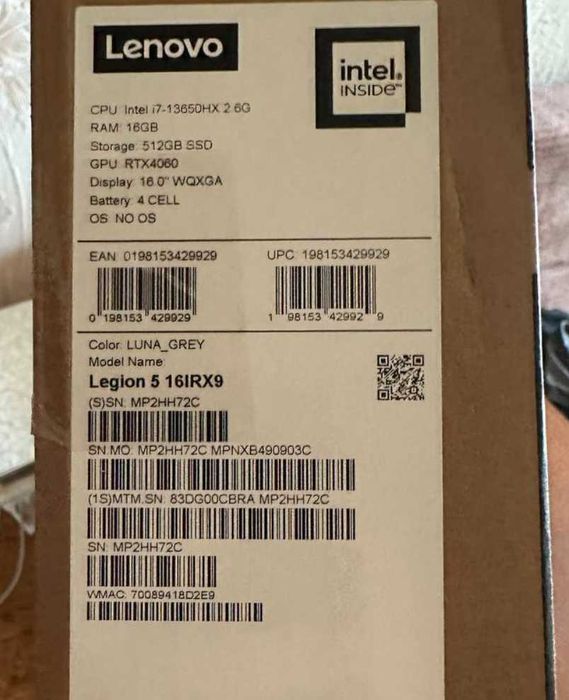 Lenovo
intel.
INSIDE™
CPU: Intel i7-13650HX 2.6G
RAM: 16GB
Storage: 512GB SSD
GPU: RTX4060
Display: 16.0" WQXGA
Battery: 4 CELL
OS: NO OS
EAN: 0198153429929
UPC: 198153429929
0 198153 429929
1 98153 42992 9
Color: LUNA_GREY
Model Name:
Legion 5 16IRX9
(S)SN: MP2HH72C
SN.MO: MP2HH72C MPNXB490903C
(1S)MTM.SN: 83DG00CBRA MP2HH72C
SN: MP2HH72C
WMAC: 70089418D2E9